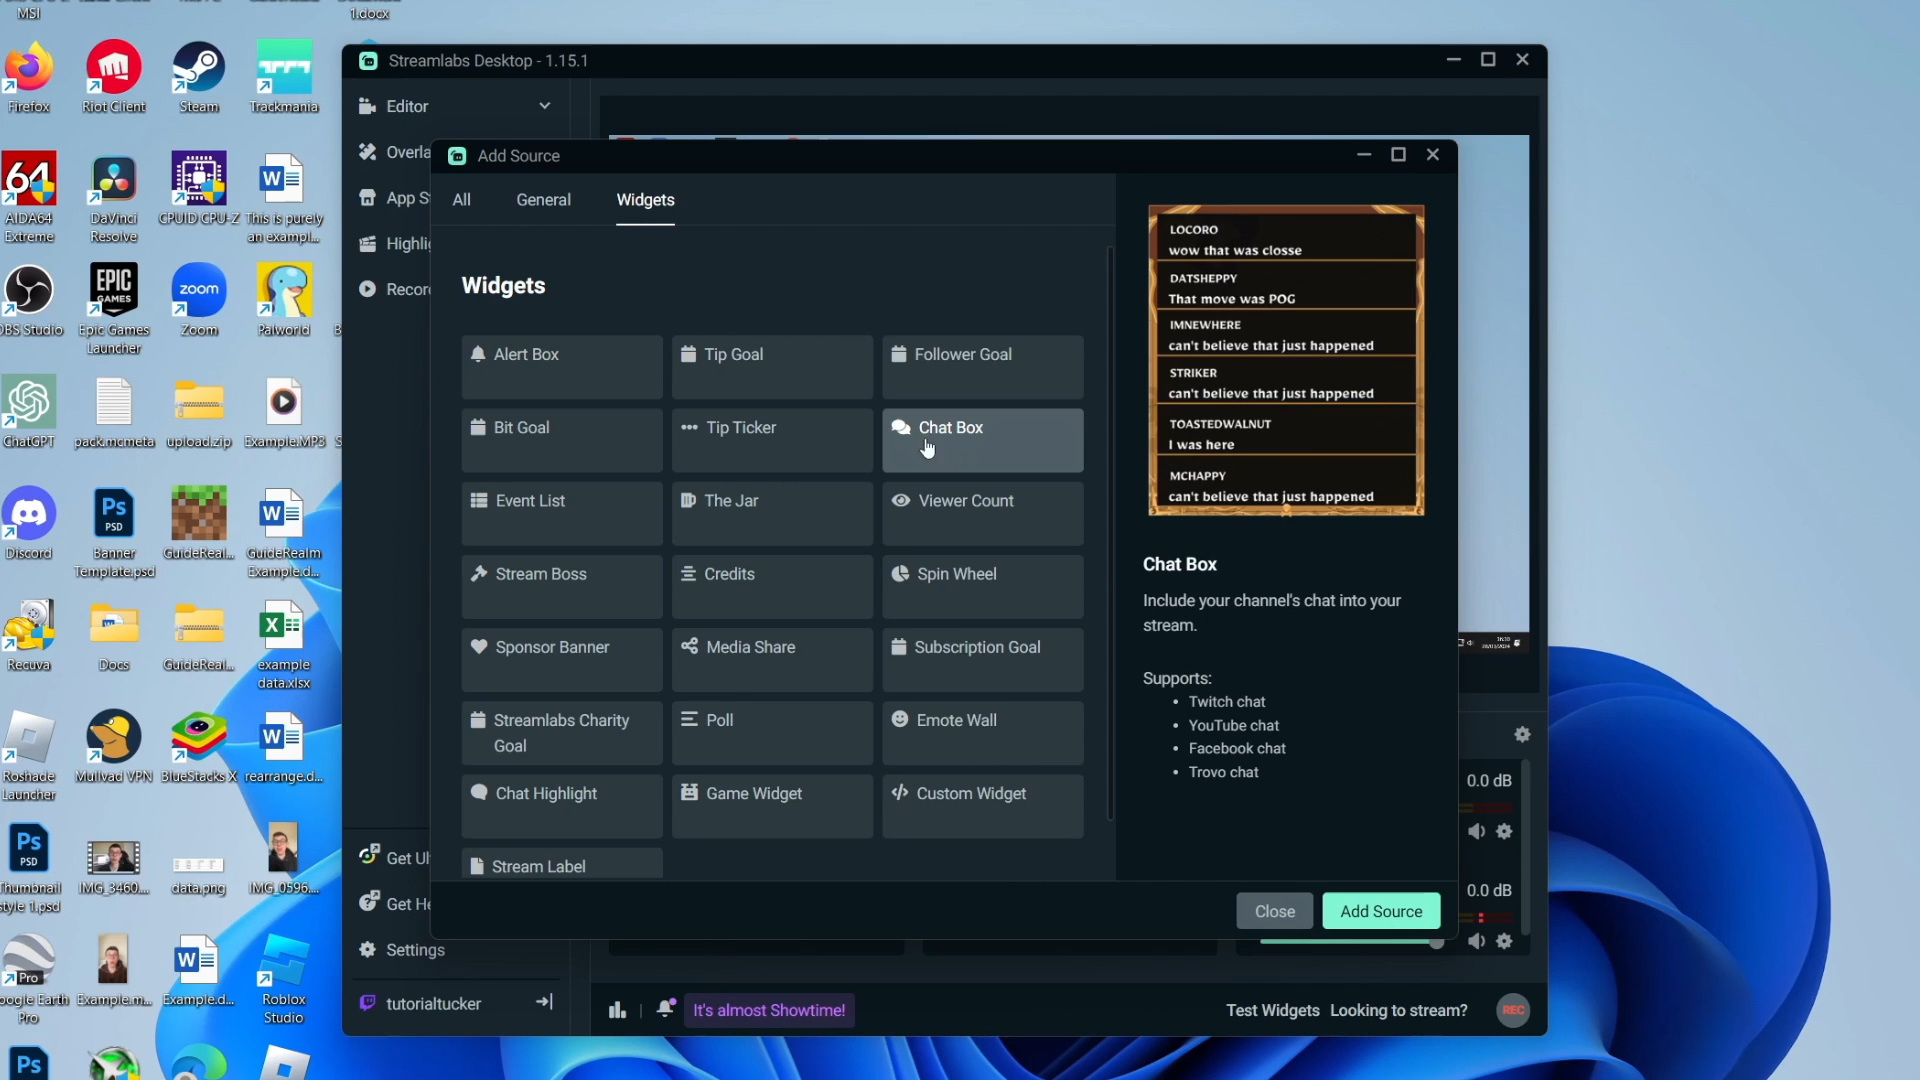 MSI
1.docx
Firefox
Riot Client
Steam
Trackmania
AIDA64 Extreme
DaVinci Resolve
CPUID CPU-Z
This is purely an exampl...
OBS Studio
Epic Games Launcher
Zoom
Palworld
ChatGPT
pack.mcmeta
upload.zip
Example.MP3
Discord
Banner Template.psd
GuideReal...
GuideRealm Example.d...
Recuva
Docs
GuideReal...
example data.xlsx
Roshade Launcher
Mullvad VPN
BlueStacks X
rearrange.d...
Thumbnail style 1.psd
IMG_3460....
data.png
IMG_0596....
Google Earth Pro
Example.m...
Example.d...
Roblox Studio
Streamlabs Desktop - 1.15.1
Editor
Overla
App S
Highli
Recor
Get Ul
Get He
Settings
tutorialtucker
Add Source
All
General
Widgets
Widgets
Alert Box
Tip Goal
Follower Goal
Bit Goal
Tip Ticker
Chat Box
Event List
The Jar
Viewer Count
Stream Boss
Credits
Spin Wheel
Sponsor Banner
Media Share
Subscription Goal
Streamlabs Charity
Goal
Poll
Emote Wall
Chat Highlight
Game Widget
Custom Widget
Stream Label
LOCORO
wow that was closse
DATSHEPPY
That move was POG
IMNEWHERE
can't believe that just happened
STRIKER
can't believe that just happened
TOASTEDWALNUT
I was here
MCHAPPY
can't believe that just happened
Chat Box
Include your channel's chat into your
stream.
Supports:
• Twitch chat
• YouTube chat
• Facebook chat
• Trovo chat
Close
Add Source
0.0 dB
0.0 dB
It's almost Showtime!
Test Widgets
Looking to stream?
REC